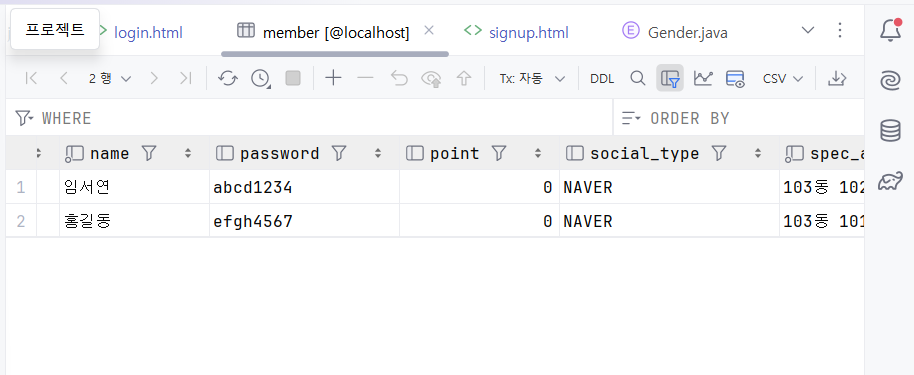 프로젝트
login.html member [@localhost] signup.html Gender.java
2 행 Tx: 자동 DDL CSV
WHERE ORDER BY
name password point social_type spec_a
1 임서연 abcd1234 0 NAVER 103동 102
2 홍길동 efgh4567 0 NAVER 103동 101